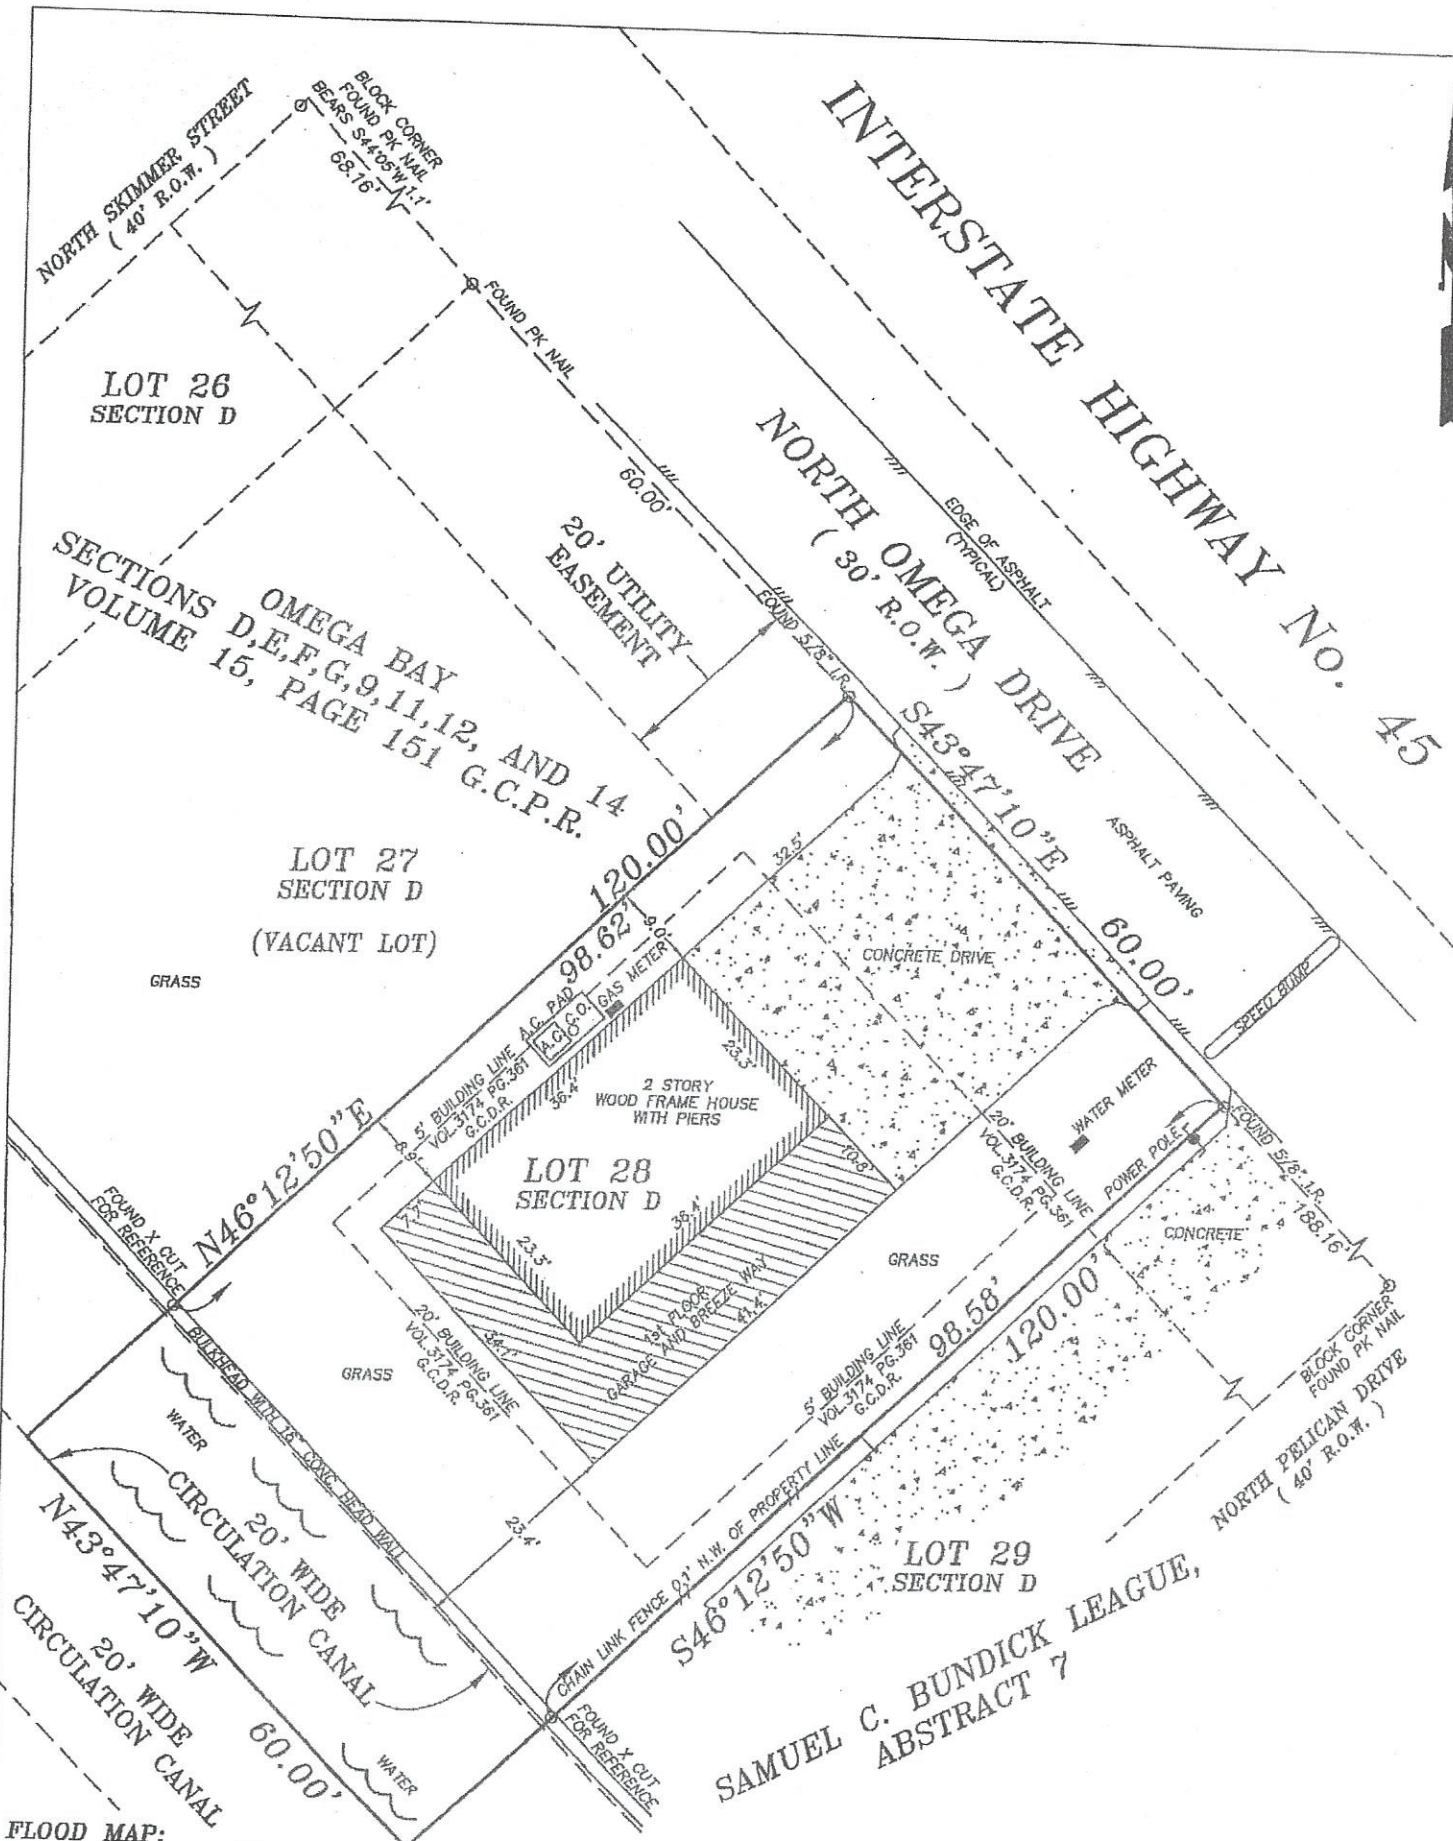 NORTH SKIMMER STREET
( 40' R.O.W. )
BLOCK CORNER
FOUND PK NAIL
BEARS S44°05'W 1.1'
68.16'
INTERSTATE HIGHWAY No. 45
FOUND PK NAIL
LOT 26
SECTION D
60.00'
NORTH OMEGA DRIVE
( 30' R.O.W. )
EDGE OF ASPHALT
(TYPICAL)
20' UTILITY
EASEMENT
FOUND 5/8" I.R.
OMEGA BAY
SECTIONS D,E,F,G,9,11,12, AND 14
VOLUME 15, PAGE 151 G.C.P.R.
S43°47'10"E
60.00'
ASPHALT PAVING
SPEED BUMP
LOT 27
SECTION D
(VACANT LOT)
GRASS
120.00'
98.62'
N46°12'50"E
32.5'
9.0'
CONCRETE DRIVE
GAS METER
A.C. PAD
C.O.
A.C.
5' BUILDING LINE
VOL.3174 PG.361
G.C.D.R.
36.4'
23.3'
2 STORY
WOOD FRAME HOUSE
WITH PIERS
8.9'
LOT 28
SECTION D
10.8'
36.4'
23.3'
7.7'
20' BUILDING LINE
VOL.3174 PG.361
G.C.D.R.
WATER METER
POWER POLE
FOUND 5/8" I.R.
188.16'
CONCRETE
GRASS
1st FLOOR
GARAGE AND BREEZE WAY
41.4'
34.1'
20' BUILDING LINE
VOL.3174 PG.361
G.C.D.R.
GRASS
98.58'
120.00'
5' BUILDING LINE
VOL.3174 PG.361
G.C.D.R.
BLOCK CORNER
FOUND PK NAIL
NORTH PELICAN DRIVE
( 40' R.O.W. )
FOUND X CUT
FOR REFERENCE
BULKHEAD WITH 16" CONC. HEAD WALL
WATER
20' WIDE
CIRCULATION CANAL
23.4'
CHAIN LINK FENCE 0.1' N.W. OF PROPERTY LINE
S46°12'50"W
LOT 29
SECTION D
N43°47'10"W
60.00'
20' WIDE
CIRCULATION CANAL
WATER
FOUND X CUT
FOR REFERENCE
SAMUEL C. BUNDICK LEAGUE,
ABSTRACT 7
FLOOD MAP: